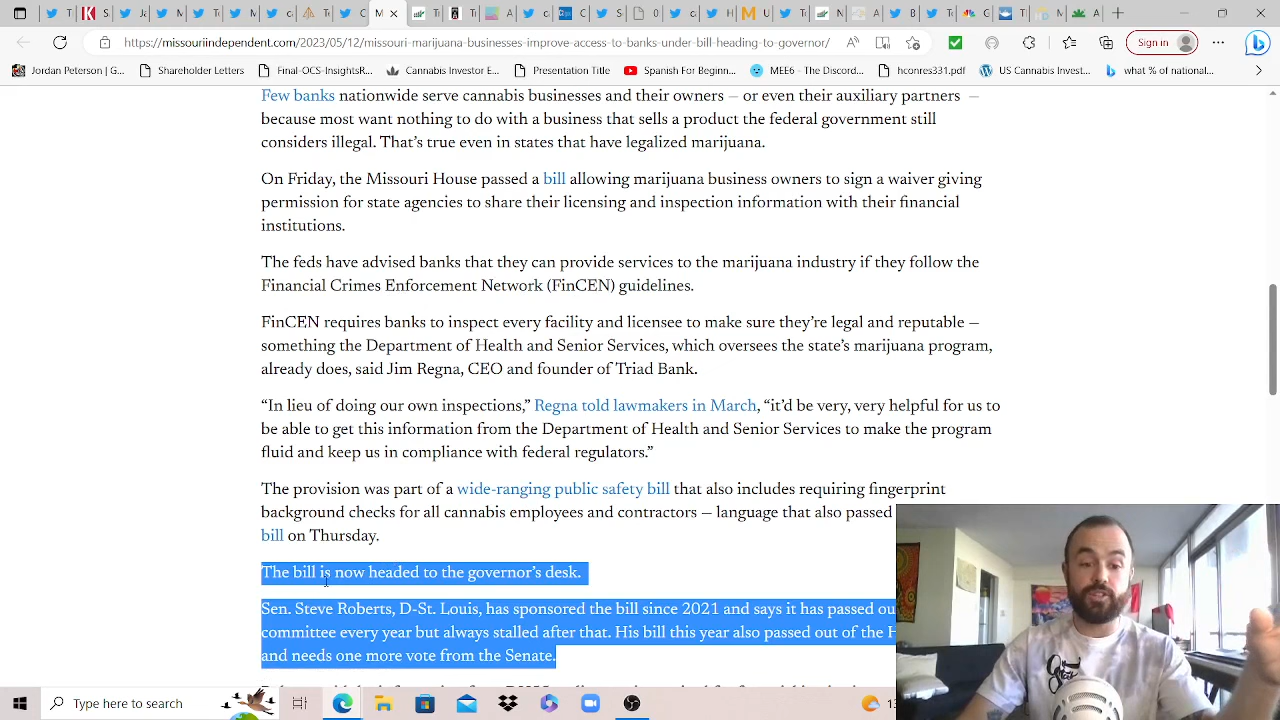 https://missouriindependent.com/2023/05/12/missouri-marijuana-businesses-improve-access-to-banks-under-bill-heading-to-governor/
Sign in
Jordan Peterson | G...
Shareholder Letters
Final-OCS-InsightsR...
Cannabis Investor E...
Presentation Title
Spanish For Beginn...
MEE6 - The Discord...
hconres331.pdf
US Cannabis Invest...
what % of national...
Few banks nationwide serve cannabis businesses and their owners — or even their auxiliary partners —
because most want nothing to do with a business that sells a product the federal government still
considers illegal. That’s true even in states that have legalized marijuana.
On Friday, the Missouri House passed a bill allowing marijuana business owners to sign a waiver giving
permission for state agencies to share their licensing and inspection information with their financial
institutions.
The feds have advised banks that they can provide services to the marijuana industry if they follow the
Financial Crimes Enforcement Network (FinCEN) guidelines.
FinCEN requires banks to inspect every facility and licensee to make sure they’re legal and reputable —
something the Department of Health and Senior Services, which oversees the state’s marijuana program,
already does, said Jim Regna, CEO and founder of Triad Bank.
“In lieu of doing our own inspections,” Regna told lawmakers in March, “it’d be very, very helpful for us to
be able to get this information from the Department of Health and Senior Services to make the program
fluid and keep us in compliance with federal regulators.”
The provision was part of a wide-ranging public safety bill that also includes requiring fingerprint
background checks for all cannabis employees and contractors — language that also passed
bill on Thursday.
The bill is now headed to the governor’s desk.
Sen. Steve Roberts, D-St. Louis, has sponsored the bill since 2021 and says it has passed ou
committee every year but always stalled after that. His bill this year also passed out of the H
and needs one more vote from the Senate.
Type here to search